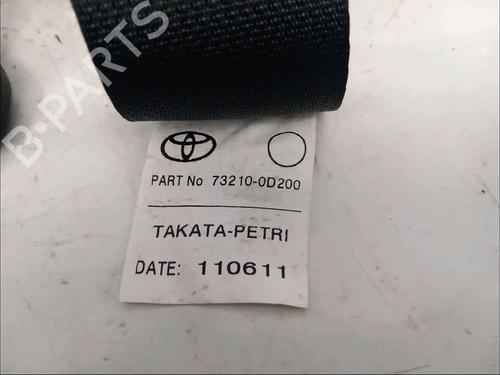 B-PARTS
PART No 73210-0D200
TAKATA-PETRI
DATE: 110611